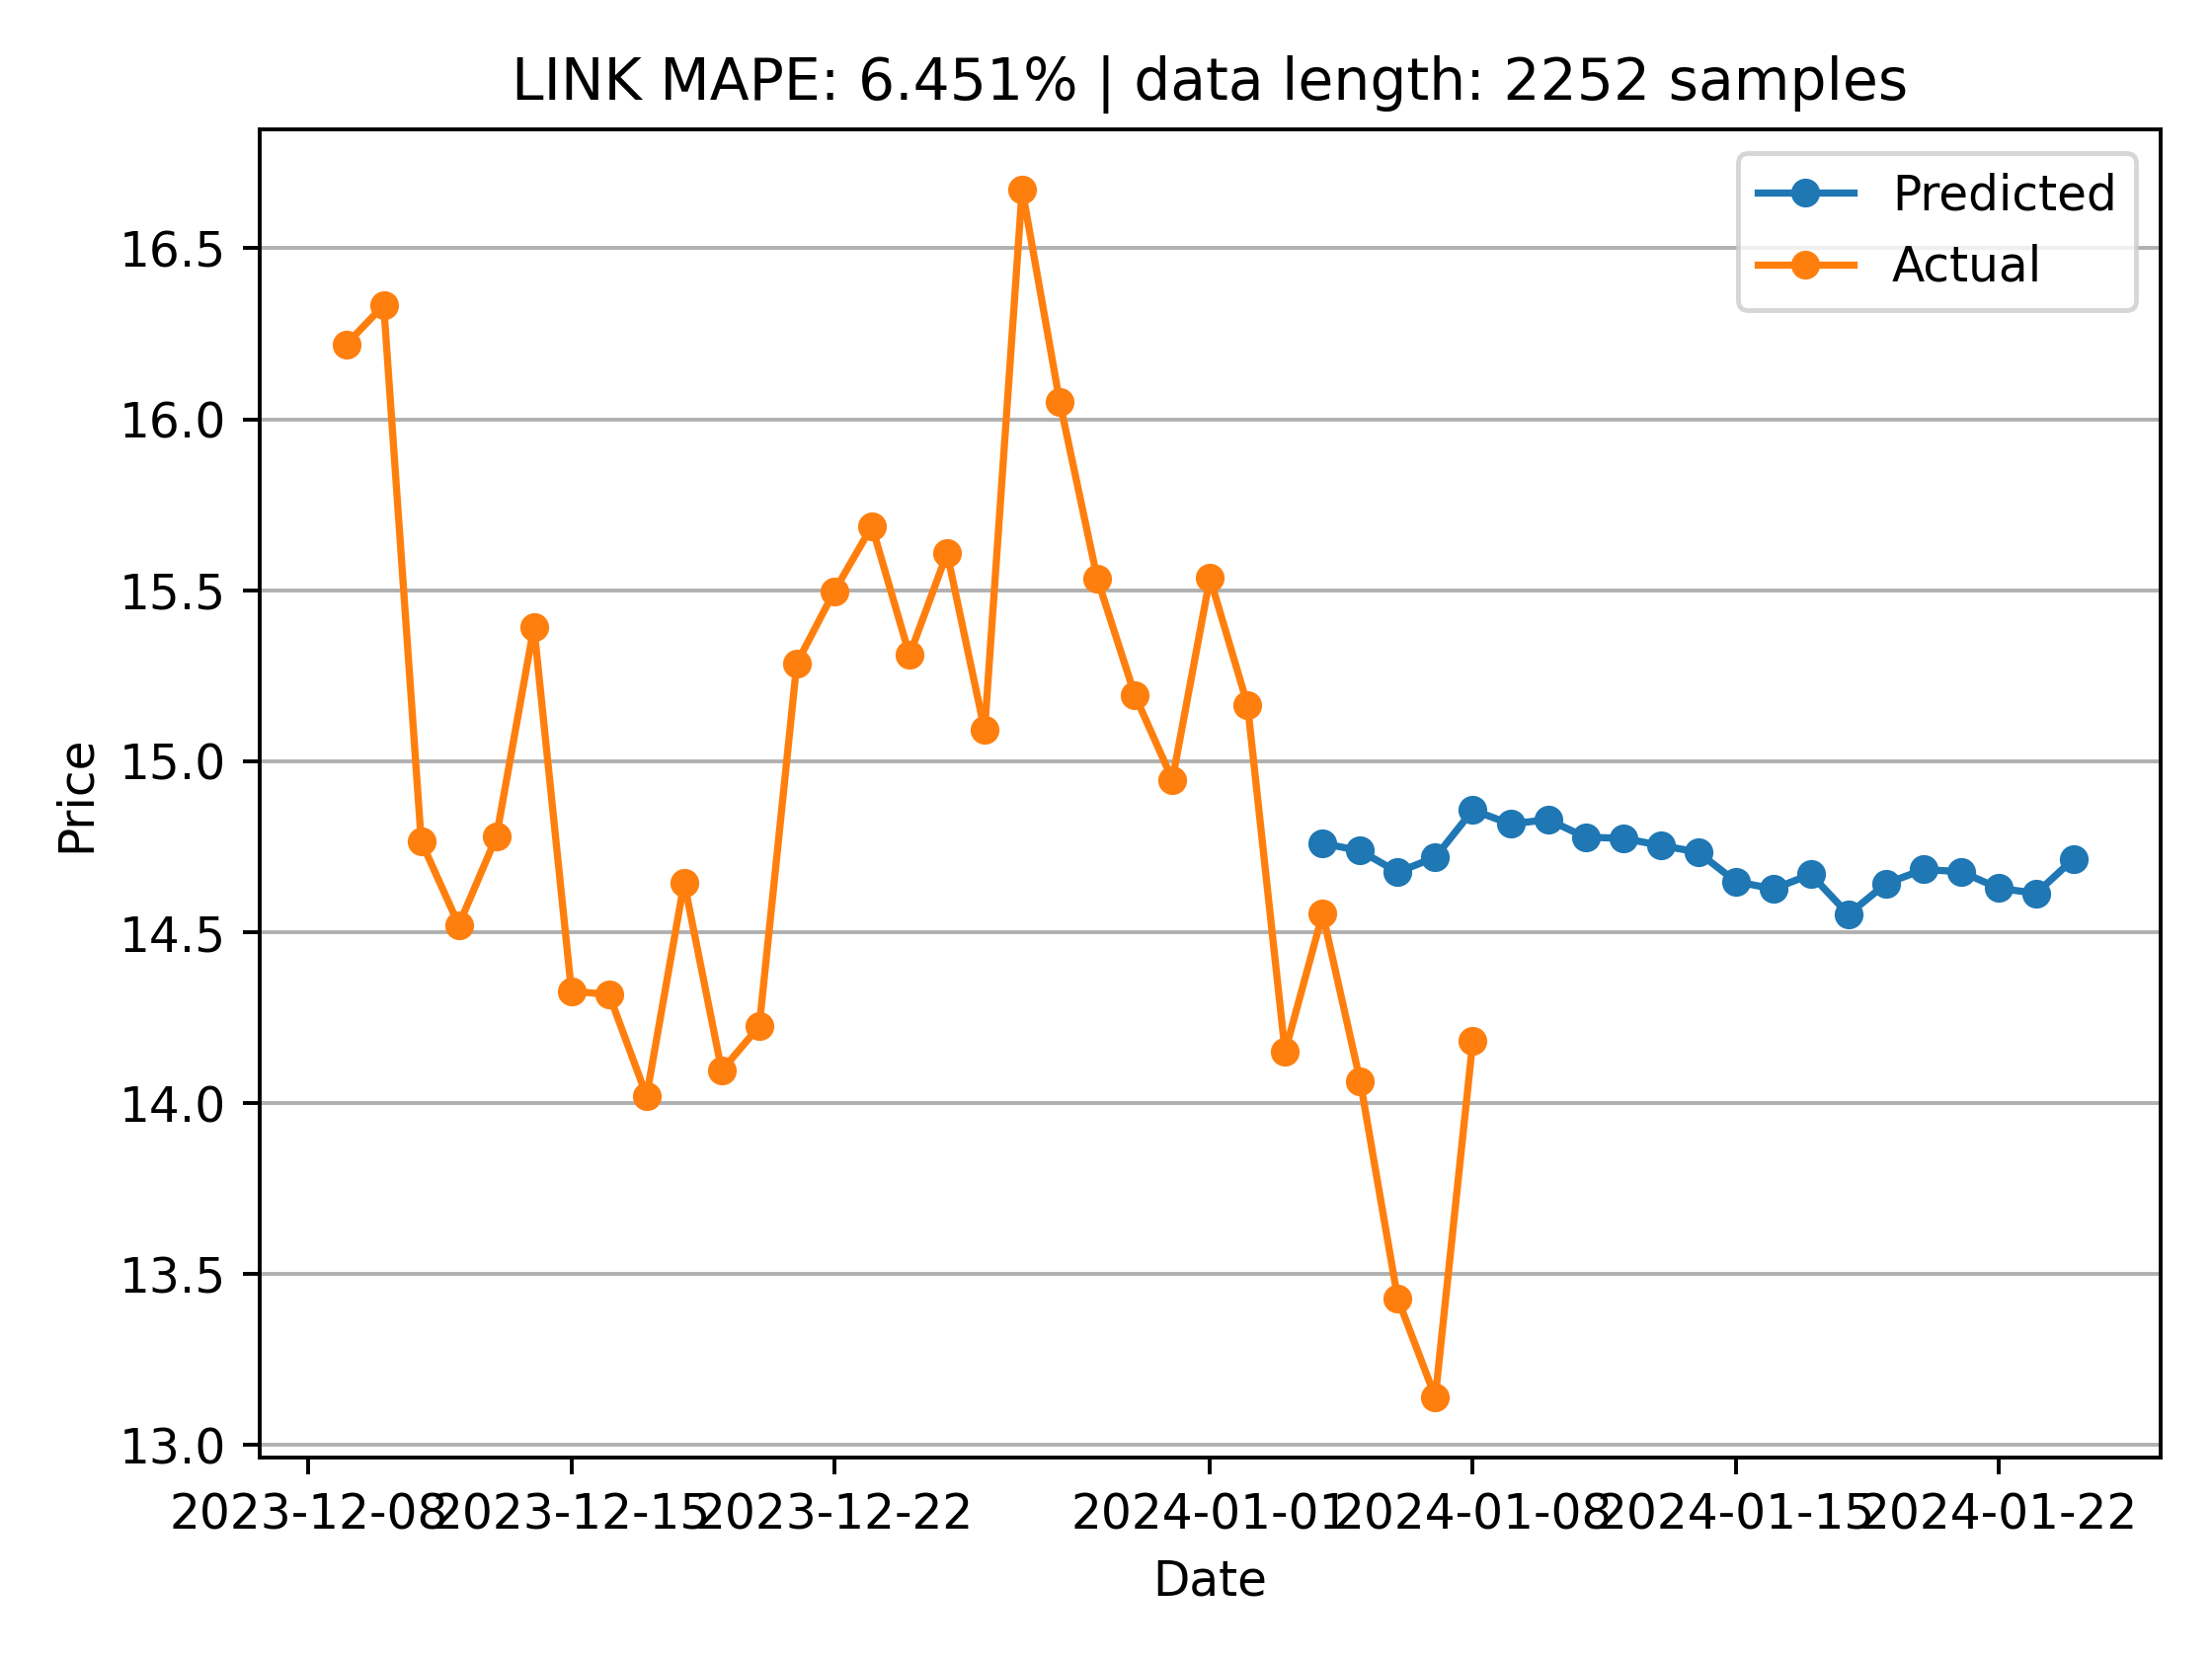 LINK MAPE: 6.451% | data length: 2252 samples
Predicted
Actual
16.5
16.0
15.5
15.0
14.5
14.0
13.5
13.0
Price
2023-12-08 2023-12-15 2023-12-22 2024-01-01 2024-01-08 2024-01-15 2024-01-22
Date